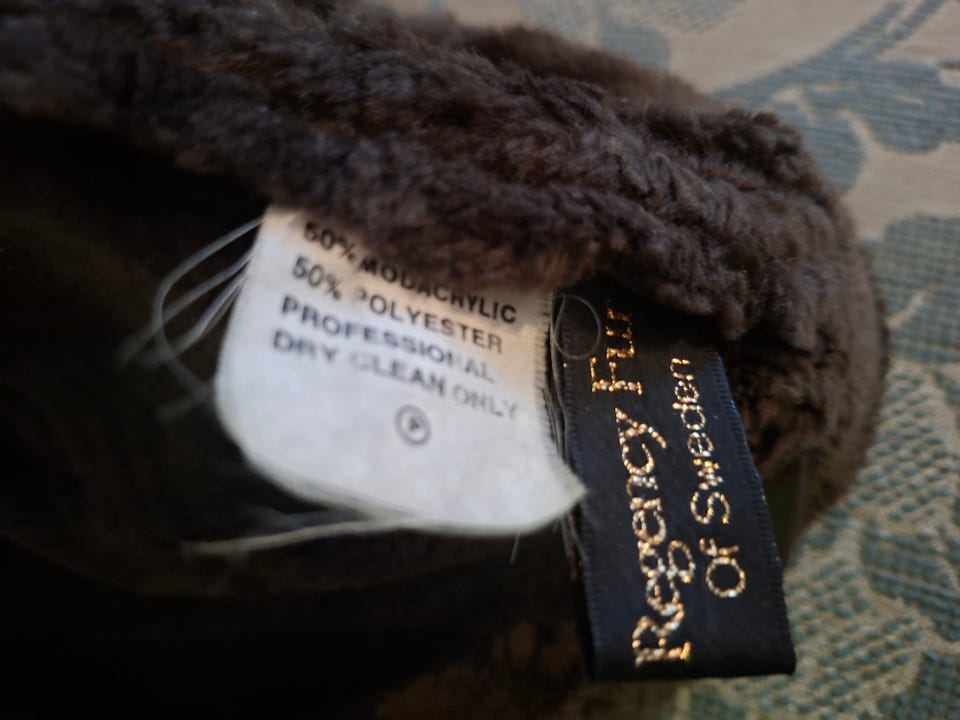 50% MODACRYLIC
50% POLYESTER
PROFESSIONAL
DRY CLEAN ONLY
Ⓟ
Regency Fur
Of Sweden